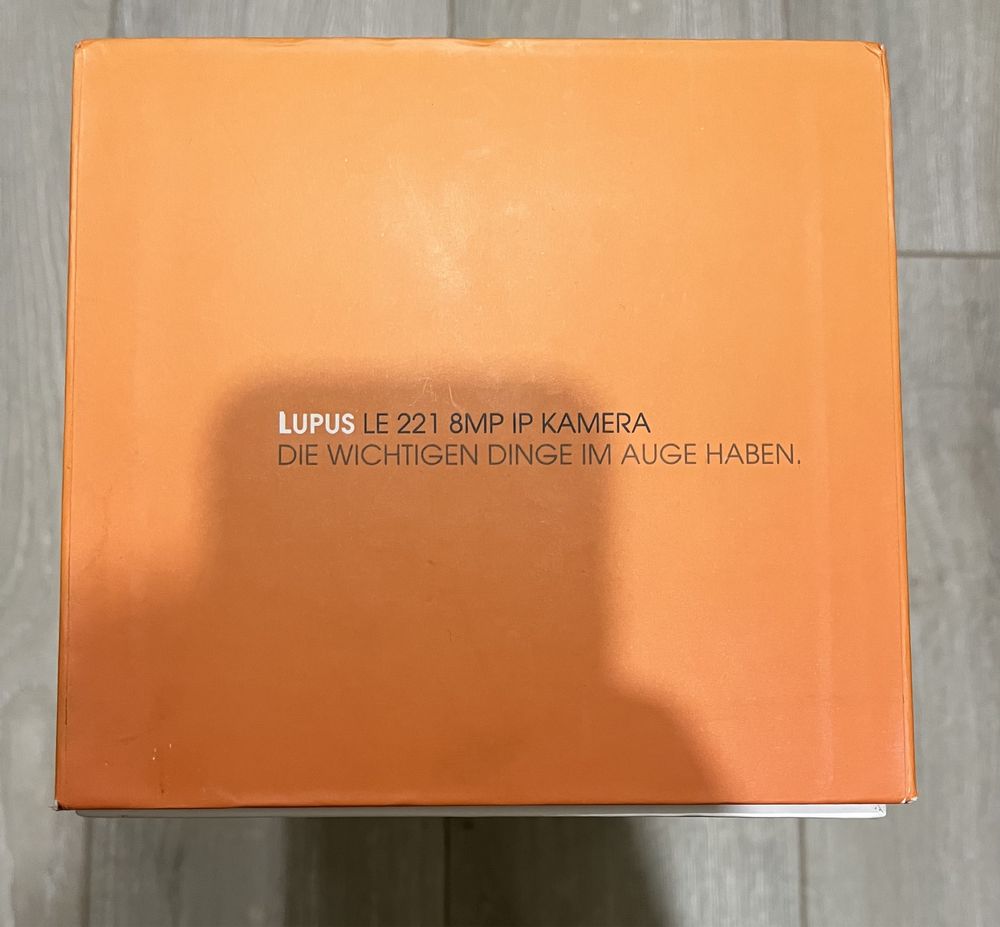 LUPUS LE 221 8MP IP KAMERA
DIE WICHTIGEN DINGE IM AUGE HABEN.